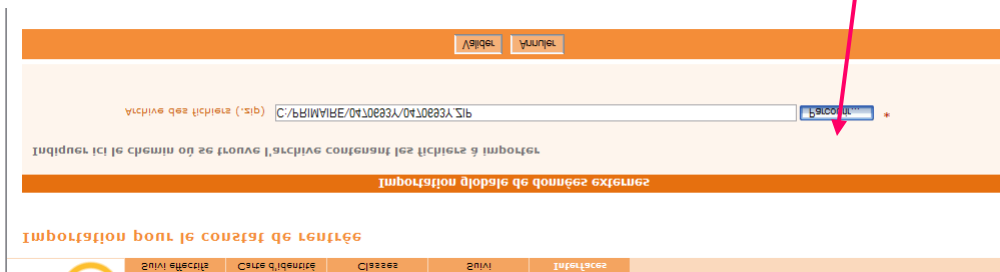 Suivi effectifs Carte d'identité Classes Suivi Interfaces
Importation pour le constat de rentrée
Importation globale de données externes
Indiquer ici le chemin où se trouve l'archive contenant les fichiers à importer
Archive des fichiers (.zip) C:\PRIMAIRE\0470693Y\0470693Y.ZIP Parcourir... *
Valider Annuler